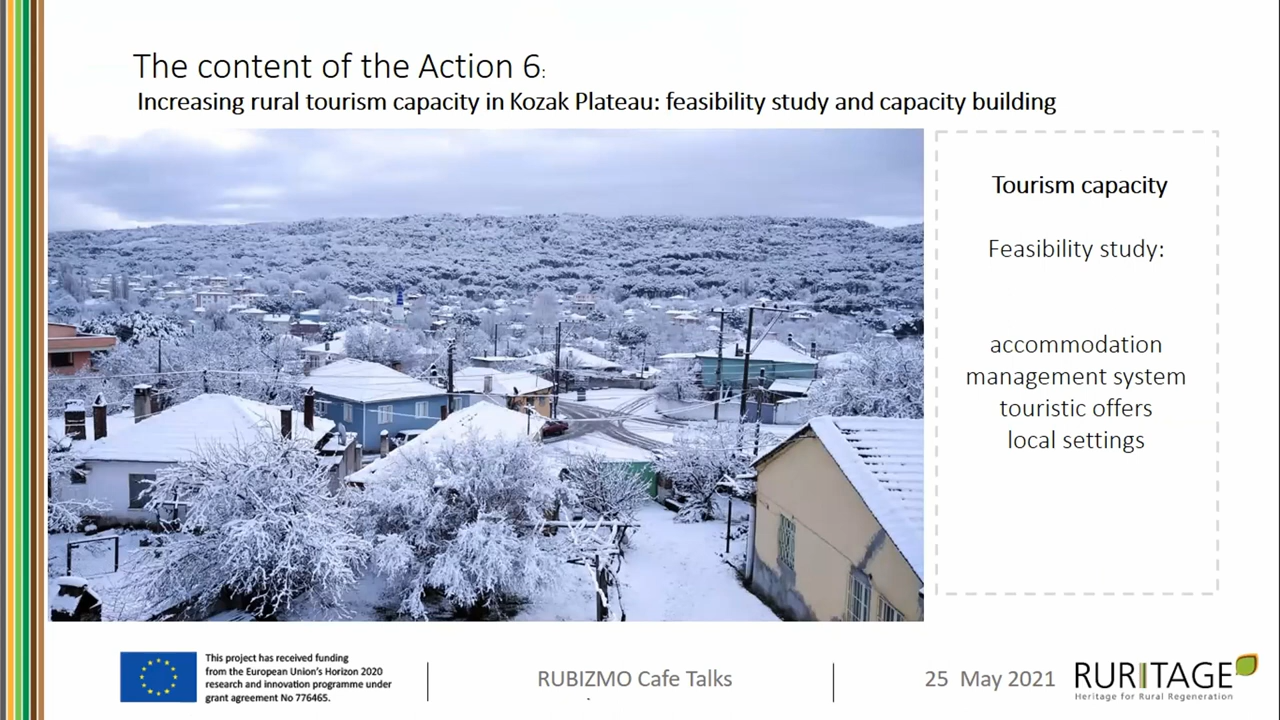 The content of the Action 6:
Increasing rural tourism capacity in Kozak Plateau: feasibility study and capacity building
Tourism capacity
Feasibility study:
accommodation
management system
touristic offers
local settings
This project has received funding
from the European Union's Horizon 2020
research and innovation programme under
grant agreement No 776465.
RUBIZMO Cafe Talks
25 May 2021
RURITAGE
Heritage for Rural Regeneration